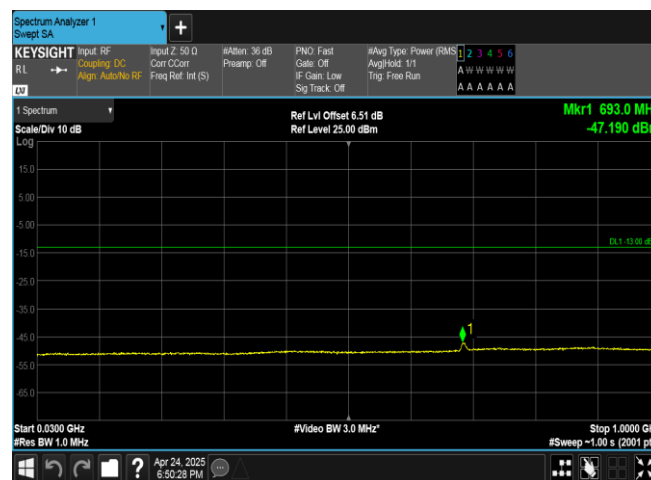 Spectrum Analyzer 1
Swept SA
+
KEYSIGHT Input: RF Input Z: 50 Ω #Atten: 36 dB PNO: Fast #Avg Type: Power (RMS 1 2 3 4 5 6
RL Coupling: DC Corr CCorr Preamp: Off Gate: Off Avg|Hold: 1/1 A W W W W W
Align: Auto/No RF Freq Ref: Int (S) IF Gain: Low Trig: Free Run
LXI Sig Track: Off A A A A A A
1 Spectrum Ref Lvl Offset 6.51 dB Mkr1 693.0 MH
Scale/Div 10 dB Ref Level 25.00 dBm -47.190 dB
Log
15.0
5.00
-5.00
DL1 -13.00 dB
-15.0
-25.0
-35.0
1
-45.0
-55.0
-65.0
Start 0.0300 GHz #Video BW 3.0 MHz* Stop 1.0000 G
#Res BW 1.0 MHz #Sweep ~1.00 s (2001 pt
? Apr 24, 2025
6:50:28 PM